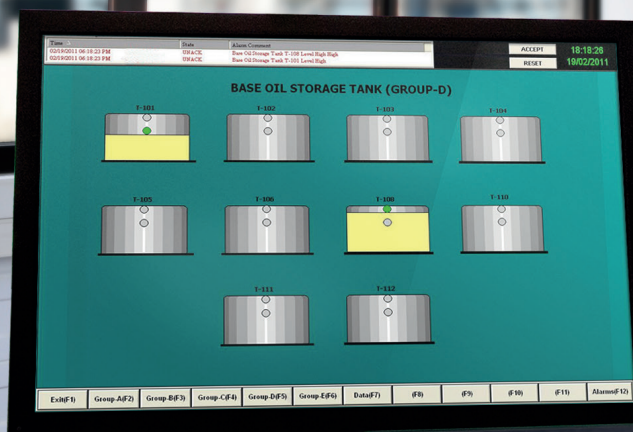 Time State Alarm Comment
02/19/2011 06:18:23 PM UNACK Base Oil Storage Tank T-108 Level High High
02/19/2011 06:18:23 PM UNACK Base Oil Storage Tank T-101 Level High
ACCEPT 18:18:26
RESET 19/02/2011
BASE OIL STORAGE TANK (GROUP-D)
T-101 T-102 T-103 T-104
T-105 T-106 T-108 T-110
T-111 T-112
Exit(F1) Group-A(F2) Group-B(F3) Group-C(F4) Group-D(F5) Group-E(F6) Data(F7) (F8) (F9) (F10) (F11) Alarms(F12)